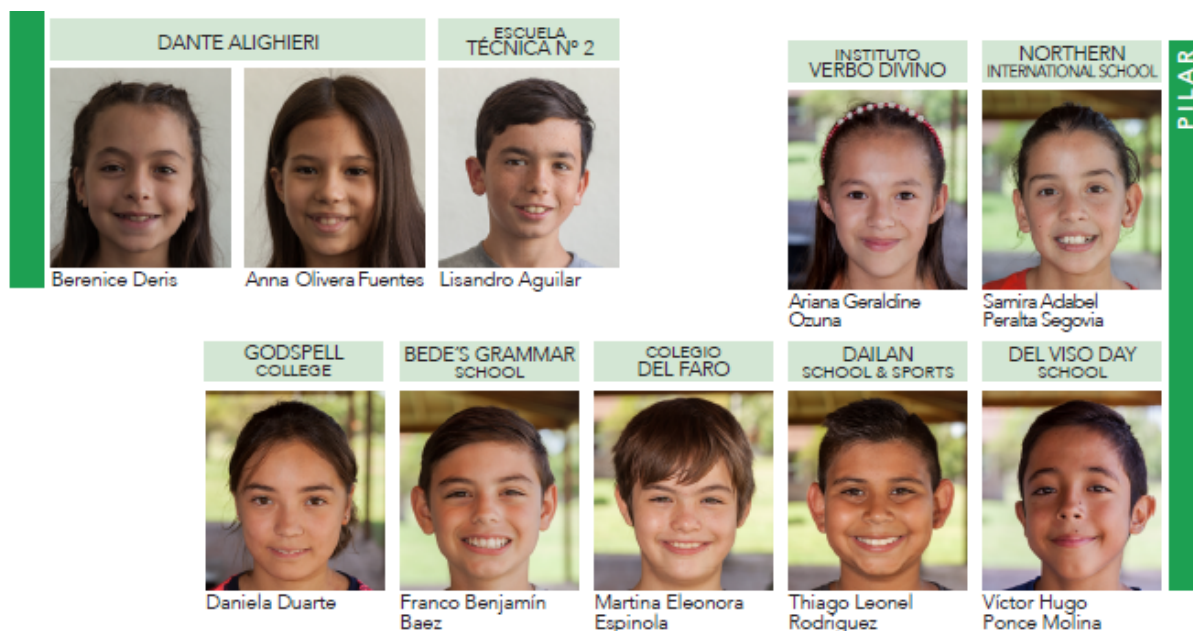 DANTE ALIGHIERI
ESCUELA
TÉCNICA Nº 2
Berenice Deris
Anna Olivera Fuentes
Lisandro Aguilar
INSTITUTO
VERBO DIVINO
NORTHERN
INTERNATIONAL SCHOOL
PILAR
Ariana Geraldine
Ozuna
Samira Adabel
Peralta Segovia
GODSPELL
COLLEGE
BEDE'S GRAMMAR
SCHOOL
COLEGIO
DEL FARO
DAILAN
SCHOOL & SPORTS
DEL VISO DAY
SCHOOL
Daniela Duarte
Franco Benjamín
Baez
Martina Eleonora
Espinola
Thiago Leonel
Rodríguez
Víctor Hugo
Ponce Molina